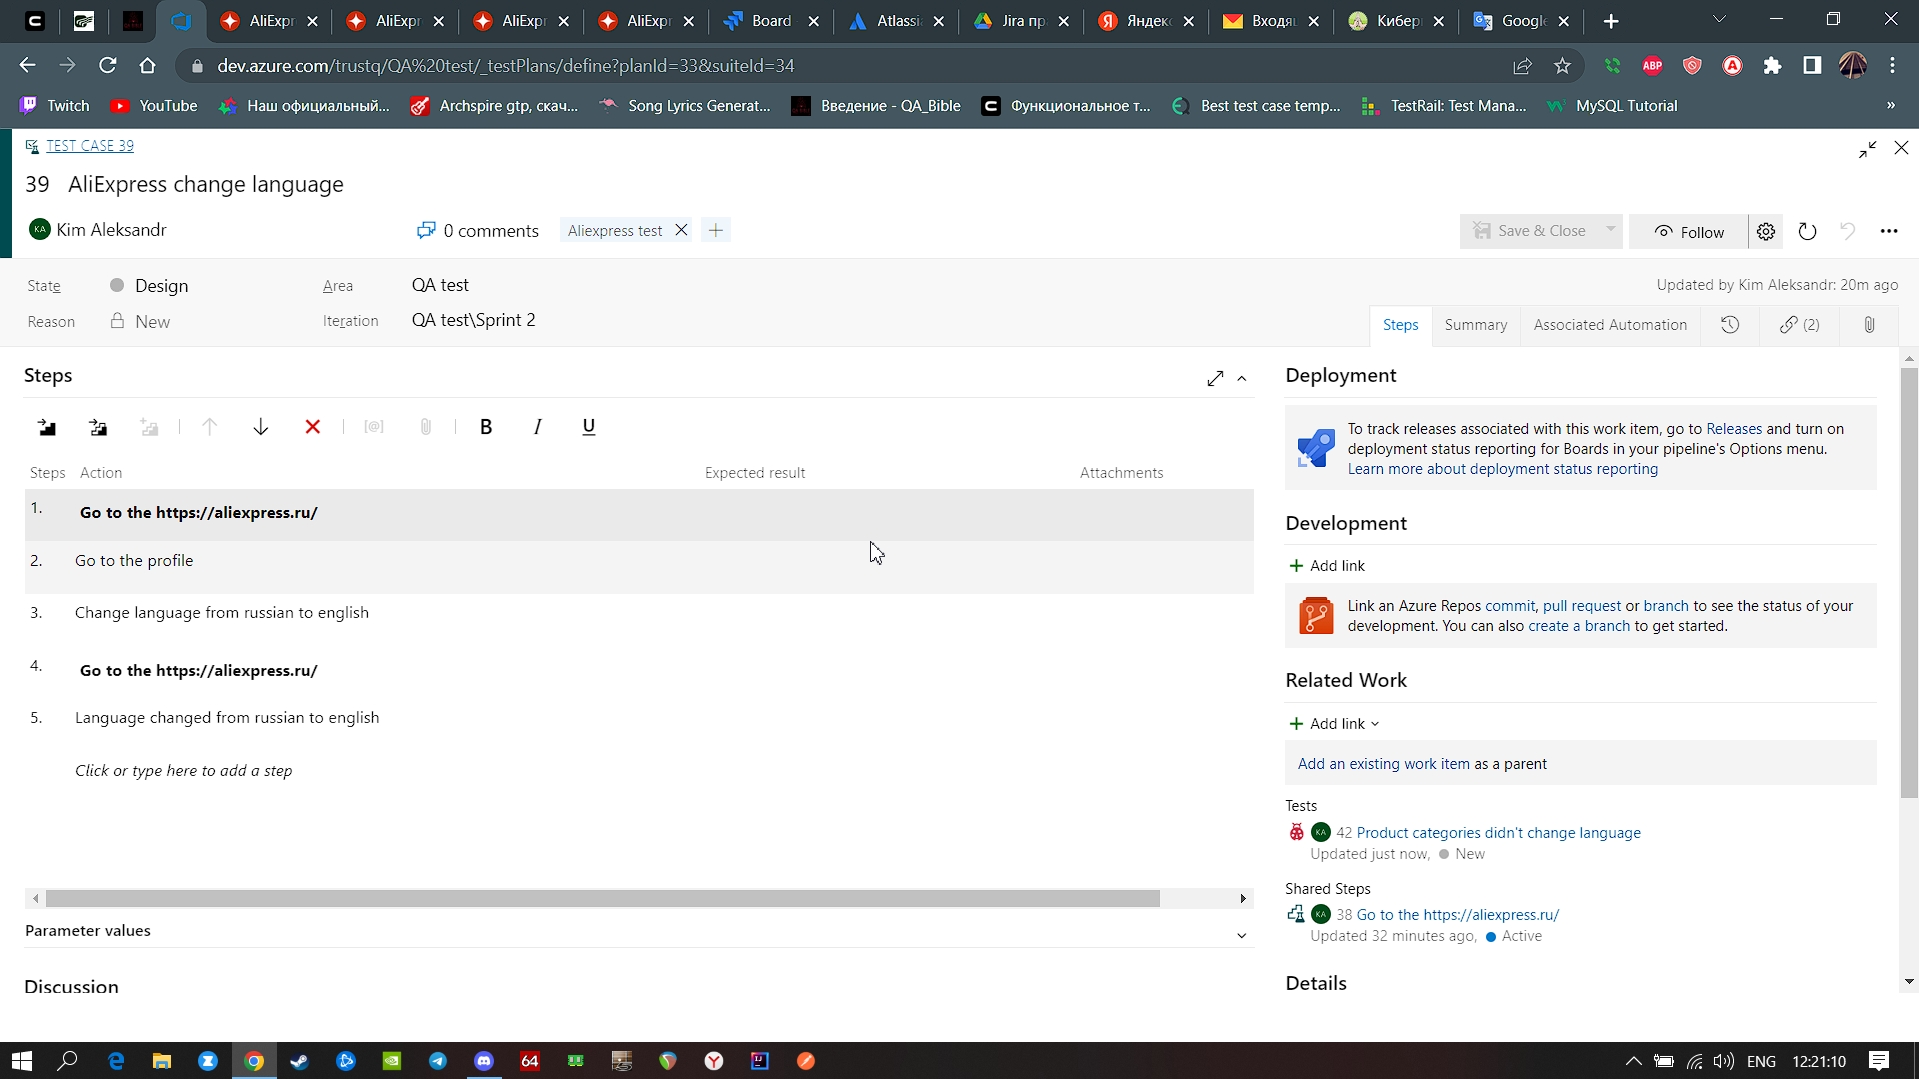 AliExpr
AliExpr
AliExpr
AliExpr
Board
Atlassia
Jira пр
Яндекс
Входящ
Кибер
Google
dev.azure.com/trustq/QA%20test/_testPlans/define?planId=33&suiteId=34
ABP
Twitch
YouTube
Наш официальный...
Archspire gtp, скач...
Song Lyrics Generat...
Введение - QA_Bible
Функциональное т...
Best test case temp...
TestRail: Test Mana...
MySQL Tutorial
»
TEST CASE 39
39 AliExpress change language
KA Kim Aleksandr
0 comments
Aliexpress test
Save & Close
Follow
State
Design
Area
QA test
Updated by Kim Aleksandr: 20m ago
Reason
New
Iteration
QA test\Sprint 2
Steps
Summary
Associated Automation
(2)
Steps
B I U
Steps Action
Expected result
Attachments
1. Go to the https://aliexpress.ru/
2. Go to the profile
3. Change language from russian to english
4. Go to the https://aliexpress.ru/
5. Language changed from russian to english
Click or type here to add a step
Parameter values
Discussion
Deployment
To track releases associated with this work item, go to Releases and turn on
deployment status reporting for Boards in your pipeline's Options menu.
Learn more about deployment status reporting
Development
+ Add link
Link an Azure Repos commit, pull request or branch to see the status of your
development. You can also create a branch to get started.
Related Work
+ Add link
Add an existing work item as a parent
Tests
KA 42 Product categories didn't change language
Updated just now, New
Shared Steps
KA 38 Go to the https://aliexpress.ru/
Updated 32 minutes ago, Active
Details
64
ENG
12:21:10